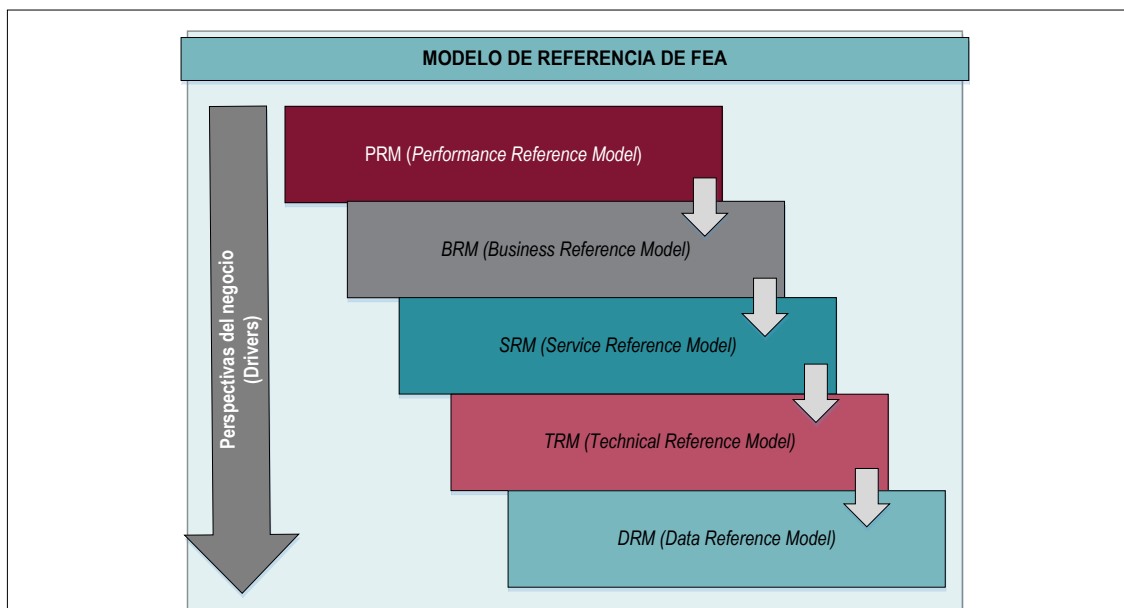 MODELO DE REFERENCIA DE FEA
Perspectivas del negocio
(Drivers)
PRM (Performance Reference Model)
BRM (Business Reference Model)
SRM (Service Reference Model)
TRM (Technical Reference Model)
DRM (Data Reference Model)